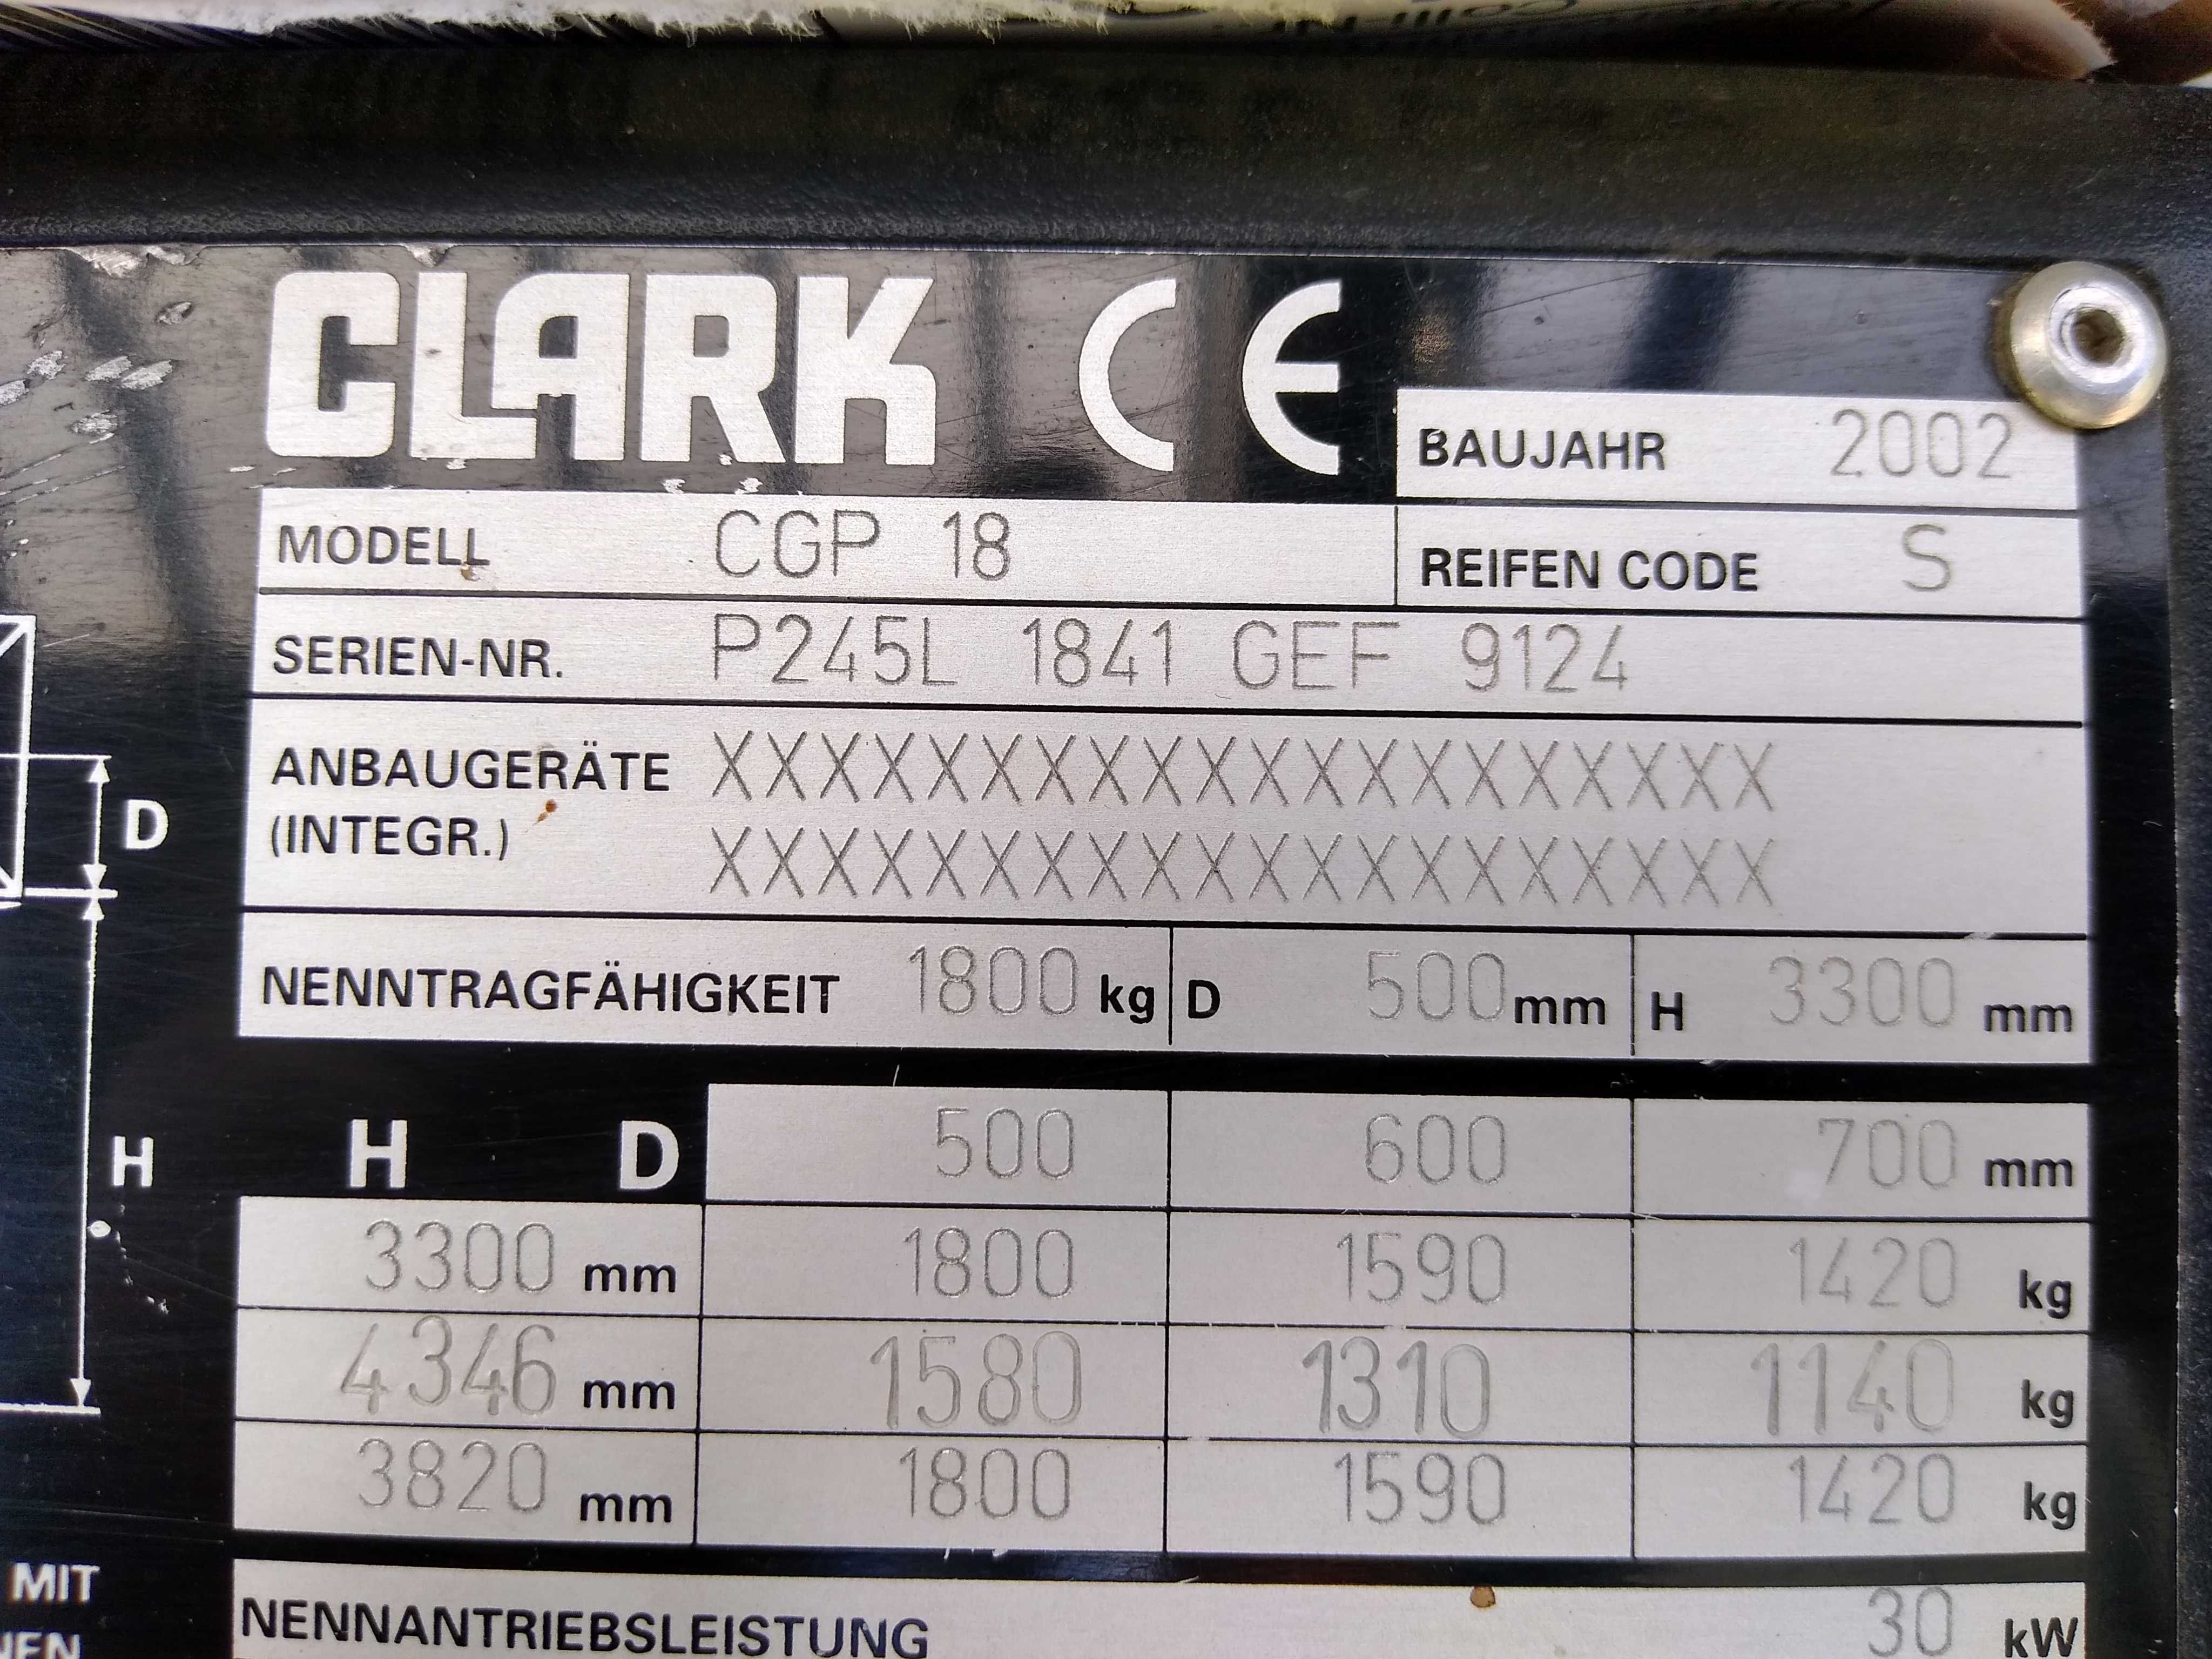 CLARK CE
BAUJAHR 2002
MODELL CGP 18
REIFEN CODE S
SERIEN-NR. P245L 1841 GEF 9124
ANBAUGERÄTE XXXXXXXXXXXXXXXXXXXX
(INTEGR.) XXXXXXXXXXXXXXXXXXXX
D
NENNTRAGFÄHIGKEIT 1800 kg D 500 mm H 3300 mm
H
H D 500 600 700 mm
3300 mm 1800 1590 1420 kg
4346 mm 1580 1310 1140 kg
3820 mm 1800 1590 1420 kg
MIT
NENNANTRIEBSLEISTUNG 30 kW